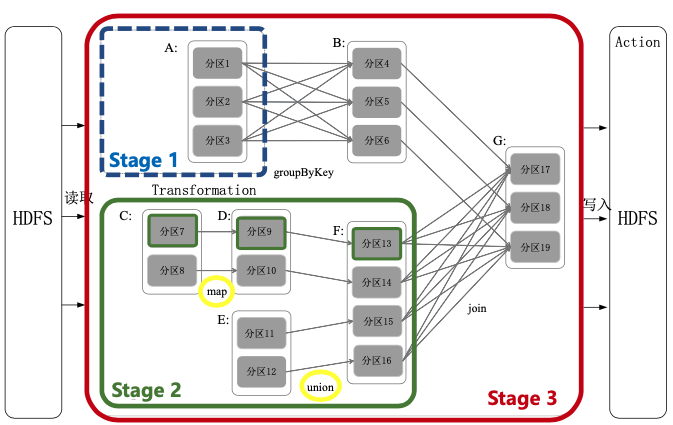 HDFS
读取
A:
分区1
分区2
分区3
Stage 1
B:
分区4
分区5
分区6
groupByKey
Transformation
C:
分区7
分区8
D:
分区9
分区10
map
E:
分区11
分区12
union
F:
分区13
分区14
分区15
分区16
Stage 2
G:
分区17
分区18
分区19
join
Stage 3
写入
Action
HDFS